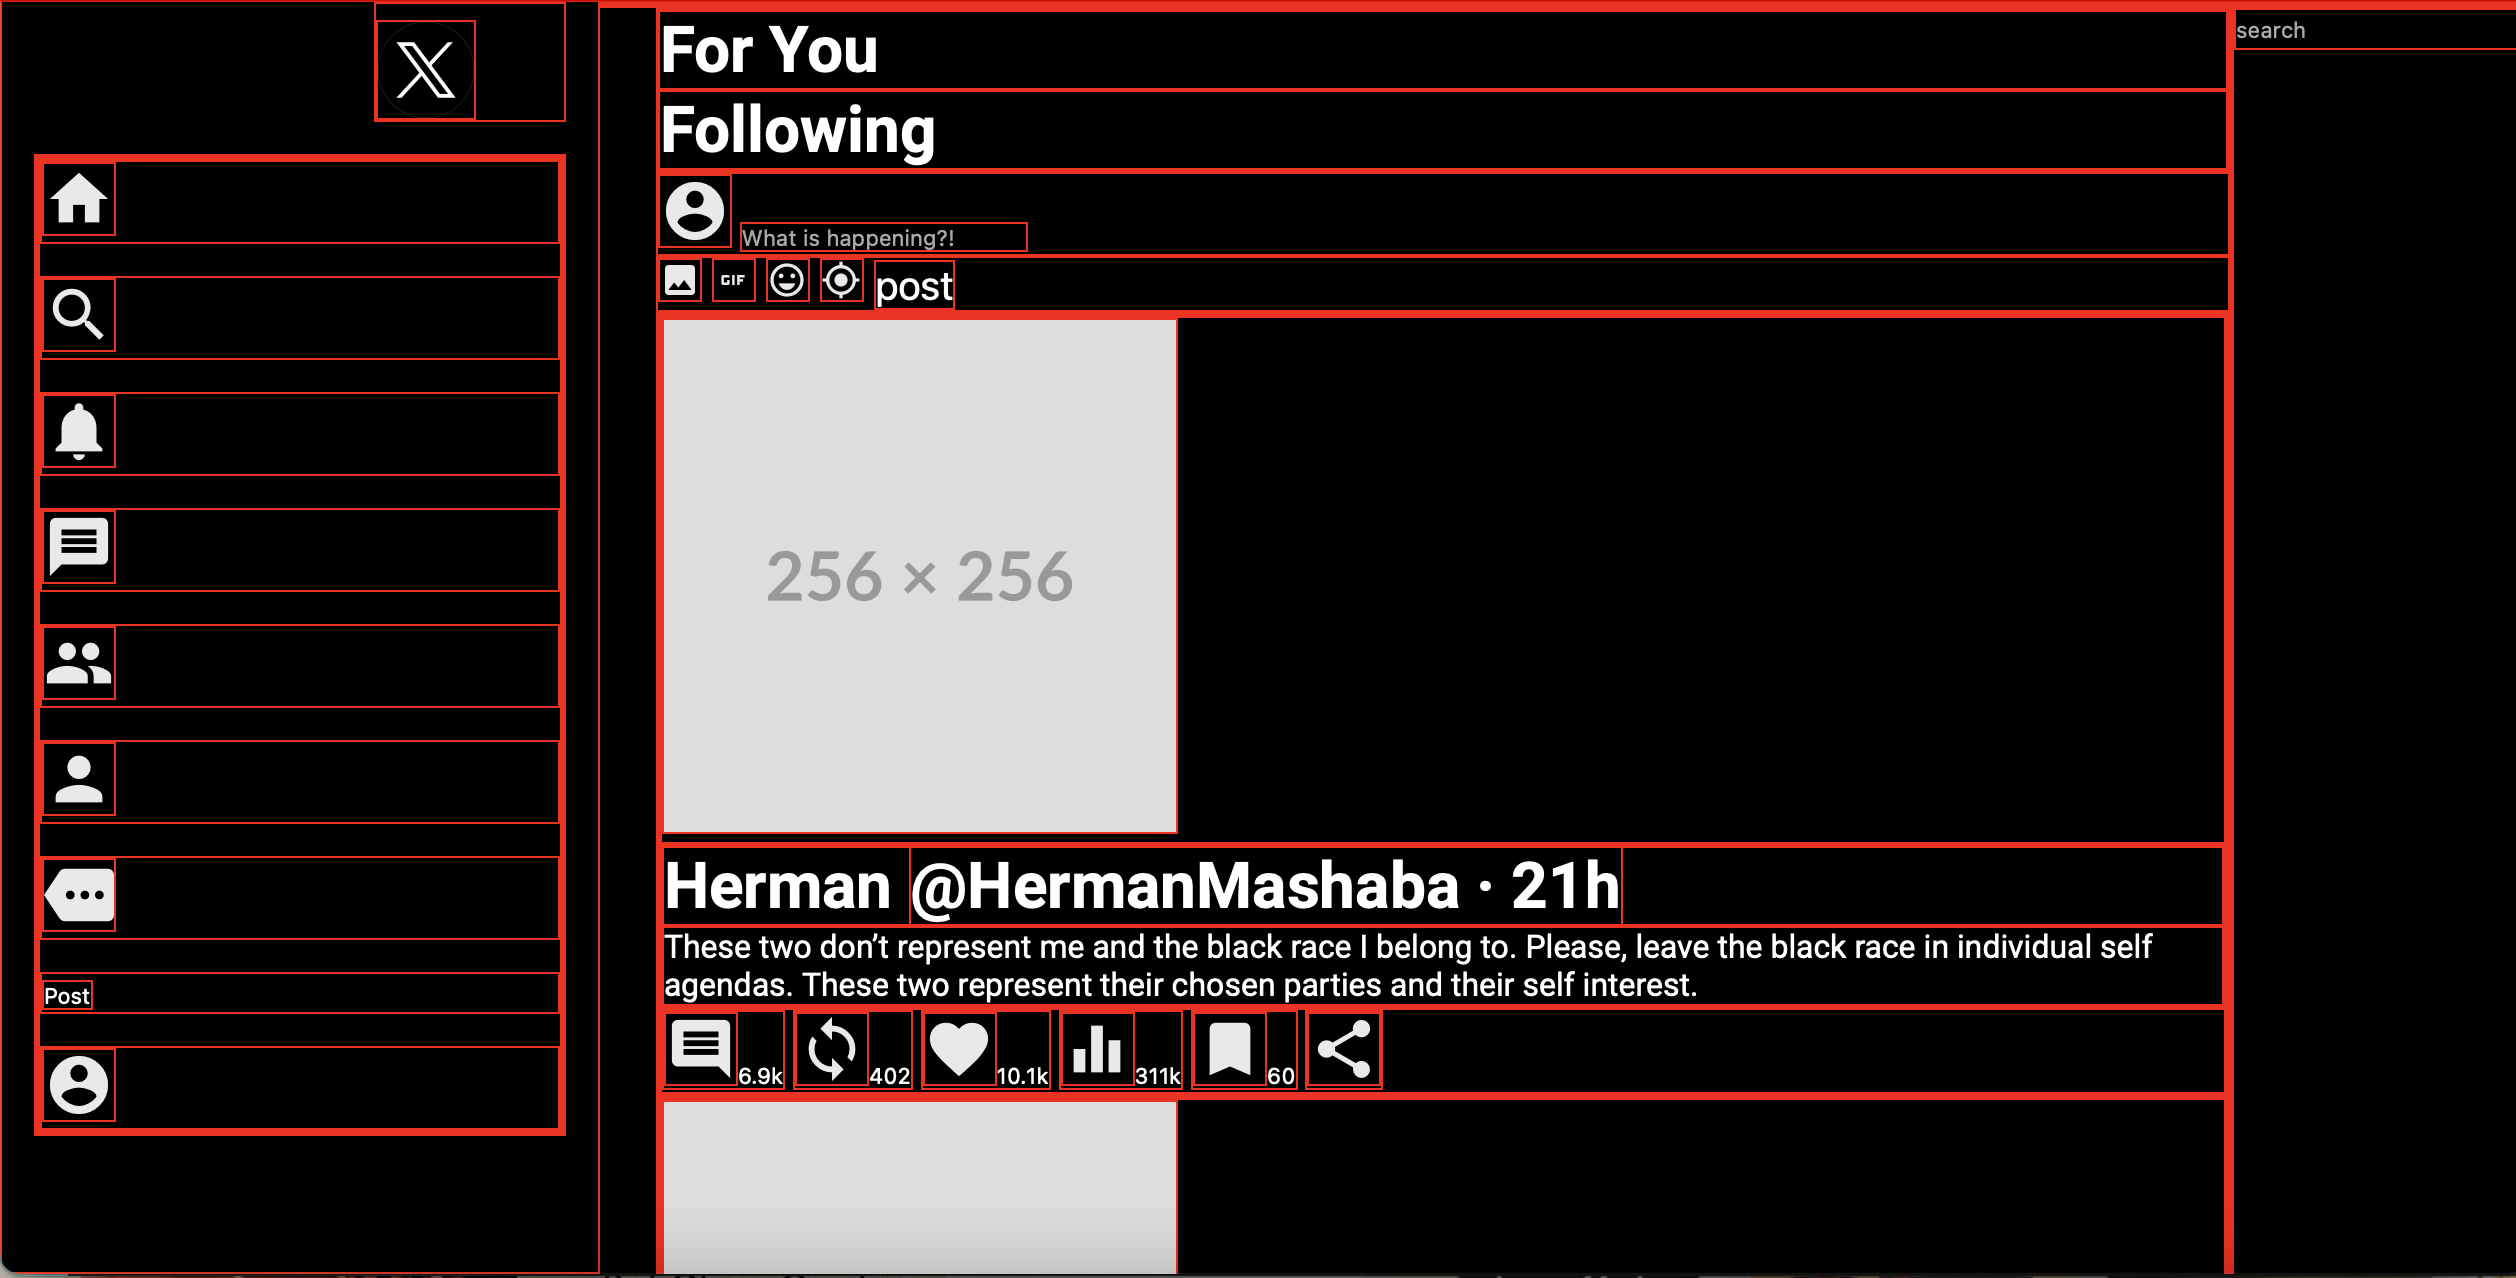 For You
Following
search
What is happening?!
GIF
post
256 × 256
Herman @HermanMashaba · 21h
These two don’t represent me and the black race I belong to. Please, leave the black race in individual self
agendas. These two represent their chosen parties and their self interest.
6.9k 402 10.1k 311k 60
Post